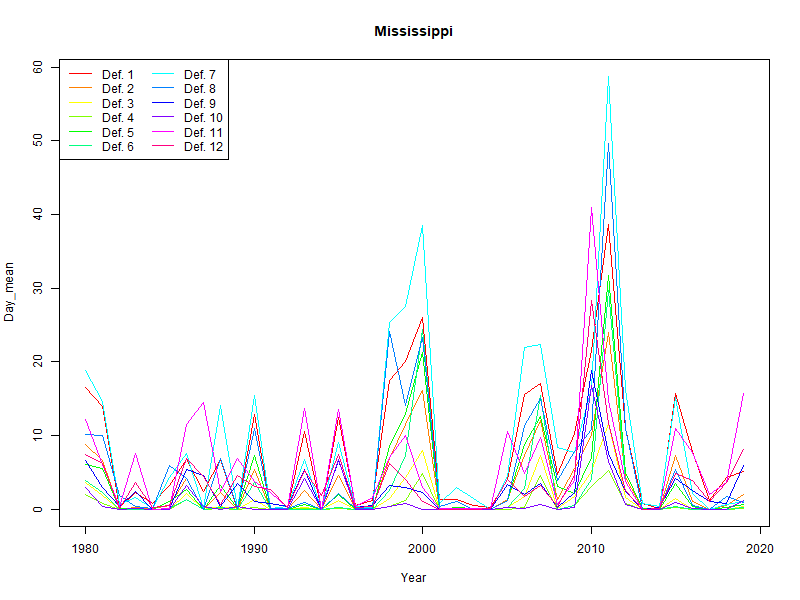 Mississippi
Def. 1 Def. 7
Def. 2 Def. 8
Def. 3 Def. 9
Def. 4 Def. 10
Def. 5 Def. 11
Def. 6 Def. 12
Day_mean
60
50
40
30
20
10
0
1980 1990 2000 2010 2020
Year